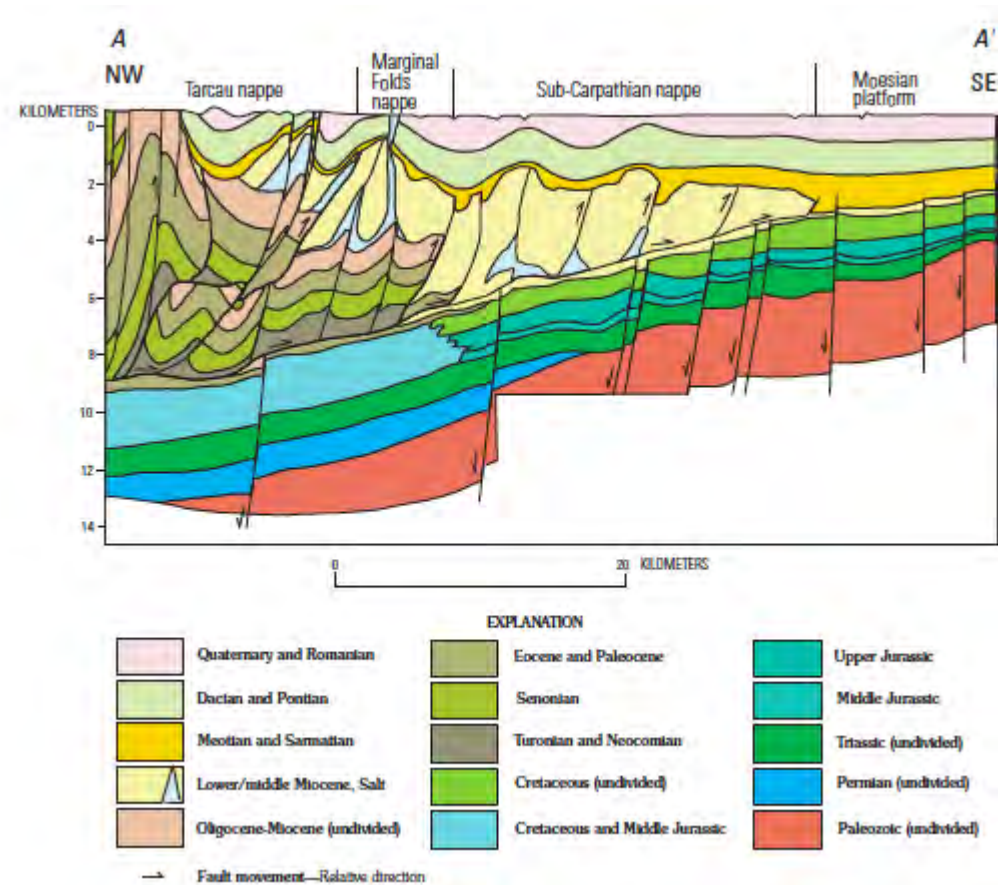 A
A'
NW
Tarcau nappe
Marginal
Folds
nappe
Sub-Carpathian nappe
Moesian
platform
SE
KILOMETERS
0
2
4
6
8
10
12
14
0
20 KILOMETERS
EXPLANATION
Quaternary and Romanian
Dacian and Pontian
Meotian and Sarmatian
Lower/middle Miocene, Salt
Oligocene-Miocene (undivided)
Fault movement—Relative direction
Eocene and Paleocene
Senonian
Turonian and Neocomian
Cretaceous (undivided)
Cretaceous and Middle Jurassic
Upper Jurassic
Middle Jurassic
Triassic (undivided)
Permian (undivided)
Paleozoic (undivided)